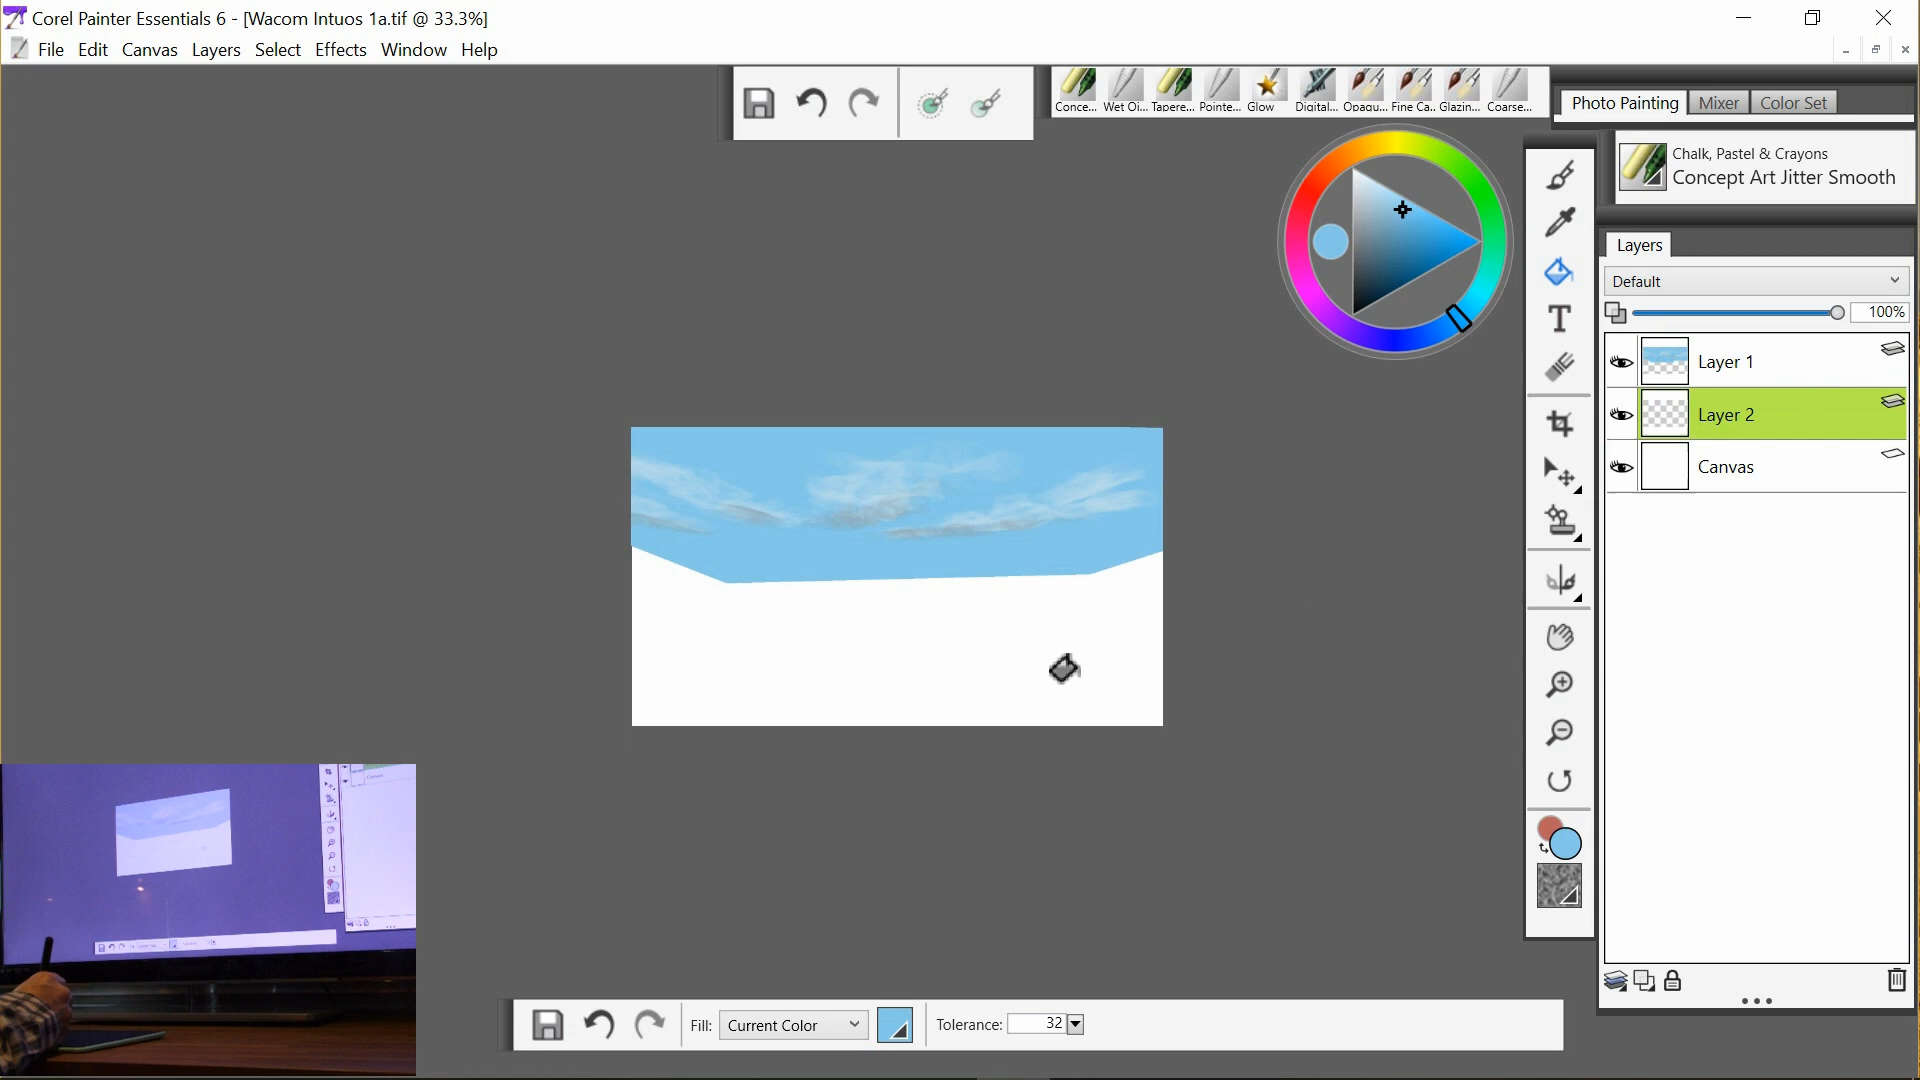 Corel Painter Essentials 6 - [Wacom Intuos 1a.tif @ 33.3%]
File Edit Canvas Layers Select Effects Window Help
Conce... Wet Oi... Tapere... Pointe... Glow Digital... Opaqu... Fine Ca.. Glazin... Coarse...
Photo Painting Mixer Color Set
Chalk, Pastel & Crayons
Concept Art Jitter Smooth
Layers
Default
100%
Layer 1
Layer 2
Canvas
T
Fill: Current Color Tolerance: 32